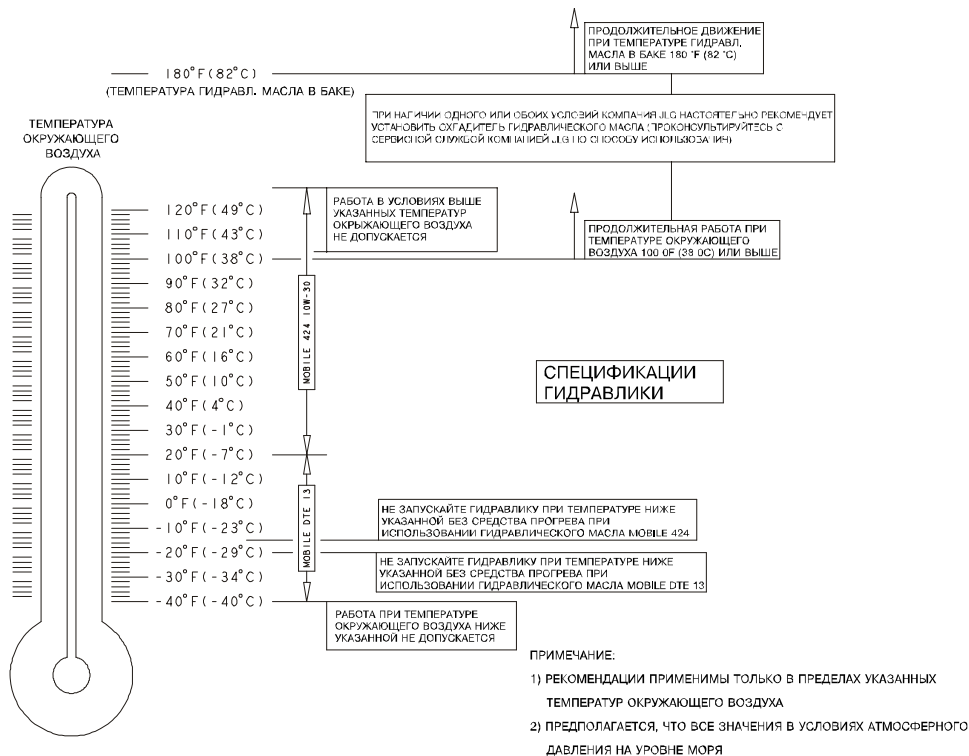 ПРОДОЛЖИТЕЛЬНОЕ ДВИЖЕНИЕ
ПРИ ТЕМПЕРАТУРЕ ГИДРАВЛ.
МАСЛА В БАКЕ 180 °F (82 °C)
ИЛИ ВЫШЕ
180°F(82°C)
(ТЕМПЕРАТУРА ГИДРАВЛ. МАСЛА В БАКЕ)
ПРИ НАЛИЧИИ ОДНОГО ИЛИ ОБОИХ УСЛОВИЙ КОМПАНИЯ JLG НАСТОЯТЕЛЬНО РЕКОМЕНДУЕТ
УСТАНОВИТЬ ОХЛАДИТЕЛЬ ГИДРАВЛИЧЕСКОГО МАСЛА (ПРОКОНСУЛЬТИРУЙТЕСЬ С
СЕРВИСНОЙ СЛУЖБОЙ КОМПАНИЕЙ JLG ПО СПОСОБУ
ТЕМПЕРАТУРА
ОКРУЖАЮЩЕГО
ВОЗДУХА
РАБОТА В УСЛОВИЯХ ВЫШЕ
УКАЗАННЫХ ТЕМПЕРАТУР
ОКРЫЖАЮЩЕГО ВОЗДУХА
НЕ ДОПУСКАЕТСЯ
ПРОДОЛЖИТЕЛЬНАЯ РАБОТА ПРИ
ТЕМПЕРАТУРЕ ОКРУЖАЮЩЕГО
ВОЗДУХА 100 0F (38 0C) ИЛИ ВЫШЕ
120°F(49°C)
110°F(43°C)
100°F(38°C)
90°F(32°C)
80°F(27°C)
70°F(21°C)
60°F(16°C)
50°F(10°C)
40°F(4°C)
30°F(-1°C)
20°F(-7°C)
10°F(-12°C)
0°F(-18°C)
-10°F(-23°C)
-20°F(-29°C)
-30°F(-34°C)
-40°F(-40°C)
MOBILE 424 10W-30
MOBILE DTE 13
СПЕЦИФИКАЦИИ
ГИДРАВЛИКИ
НЕ ЗАПУСКАЙТЕ ГИДРАВЛИКУ ПРИ ТЕМПЕРАТУРЕ НИЖЕ
УКАЗАННОЙ БЕЗ СРЕДСТВА ПРОГРЕВА ПРИ
ИСПОЛЬЗОВАНИИ ГИДРАВЛИЧЕСКОГО МАСЛА MOBILE 424
НЕ ЗАПУСКАЙТЕ ГИДРАВЛИКУ ПРИ ТЕМПЕРАТУРЕ НИЖЕ
УКАЗАННОЙ БЕЗ СРЕДСТВА ПРОГРЕВА ПРИ
ИСПОЛЬЗОВАНИИ ГИДРАВЛИЧЕСКОГО МАСЛА MOBILE DTE 13
РАБОТА ПРИ ТЕМПЕРАТУРЕ
ОКРУЖАЮЩЕГО ВОЗДУХА НИЖЕ
УКАЗАННОЙ НЕ ДОПУСКАЕТСЯ
ПРИМЕЧАНИЕ:
1) РЕКОМЕНДАЦИИ ПРИМЕНИМЫ ТОЛЬКО В ПРЕДЕЛАХ УКАЗАННЫХ
ТЕМПЕРАТУР ОКРУЖАЮЩЕГО ВОЗДУХА
2) ПРЕДПОЛАГАЕТСЯ, ЧТО ВСЕ ЗНАЧЕНИЯ В УСЛОВИЯХ АТМОСФЕРНОГО
ДАВЛЕНИЯ НА УРОВНЕ МОРЯ